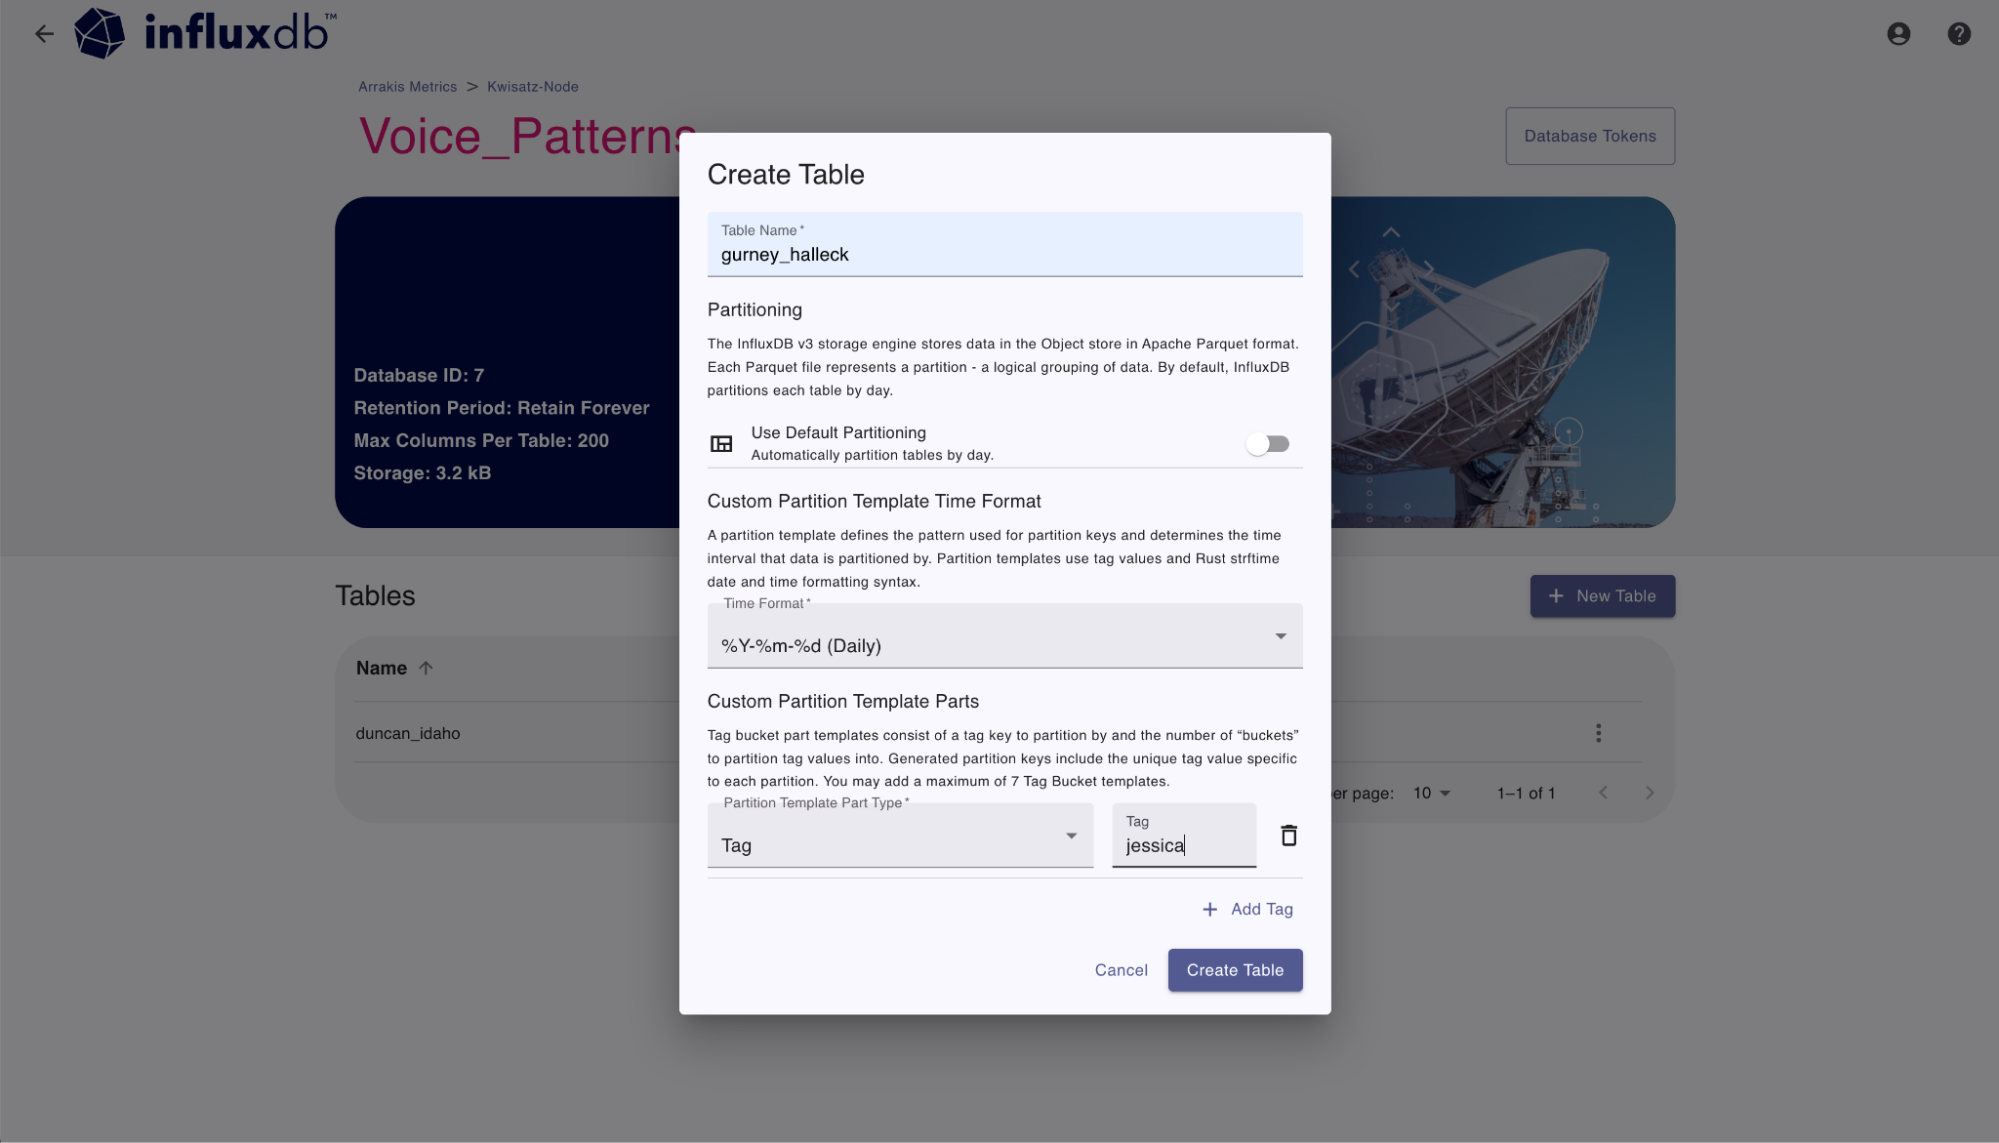 influxdb™
Arrakis Metrics > Kwisatz-Node
Voice_Patterns
Database Tokens
Database ID: 7
Retention Period: Retain Forever
Max Columns Per Table: 200
Storage: 3.2 kB
Tables
+ New Table
Name ↑
duncan_idaho
er page: 10
1–1 of 1
Create Table
Table Name *
gurney_halleck
Partitioning
The InfluxDB v3 storage engine stores data in the Object store in Apache Parquet format.
Each Parquet file represents a partition - a logical grouping of data. By default, InfluxDB
partitions each table by day.
Use Default Partitioning
Automatically partition tables by day.
Custom Partition Template Time Format
A partition template defines the pattern used for partition keys and determines the time
interval that data is partitioned by. Partition templates use tag values and Rust strftime
date and time formatting syntax.
Time Format *
%Y-%m-%d (Daily)
Custom Partition Template Parts
Tag bucket part templates consist of a tag key to partition by and the number of “buckets”
to partition tag values into. Generated partition keys include the unique tag value specific
to each partition. You may add a maximum of 7 Tag Bucket templates.
Partition Template Part Type *
Tag
Tag
jessica
+ Add Tag
Cancel
Create Table